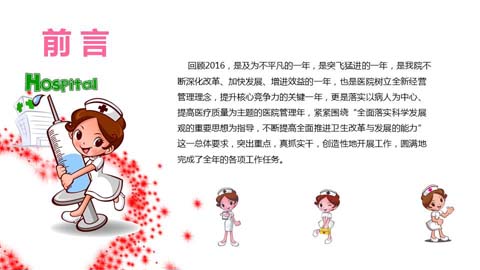 前言
HOSPITAL
回顾2016，是及为不平凡的一年，是突飞猛进的一年，是我院不
断深化改革、加快发展、增进效益的一年，也是医院树立全新经营
管理理念，提升核心竞争力的关键一年，更是落实以病人为中心、
提高医疗质量为主题的医院管理年，紧紧围绕“全面落实科学发展
观的重要思想为指导，不断提高全面推进卫生改革与发展的能力”
这一总体要求，突出重点，真抓实干，创造性地开展工作，圆满地
完成了全年的各项工作任务。